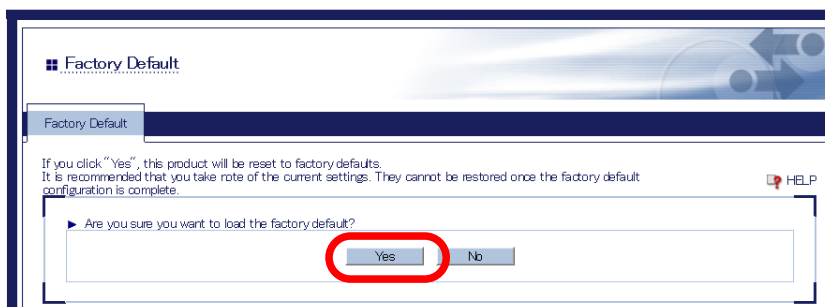 Factory Default
Factory Default
If you click "Yes", this product will be reset to factory defaults.
It is recommended that you take note of the current settings. They cannot be restored once the factory default
configuration is complete.
HELP
Are you sure you want to load the factory default?
Yes No